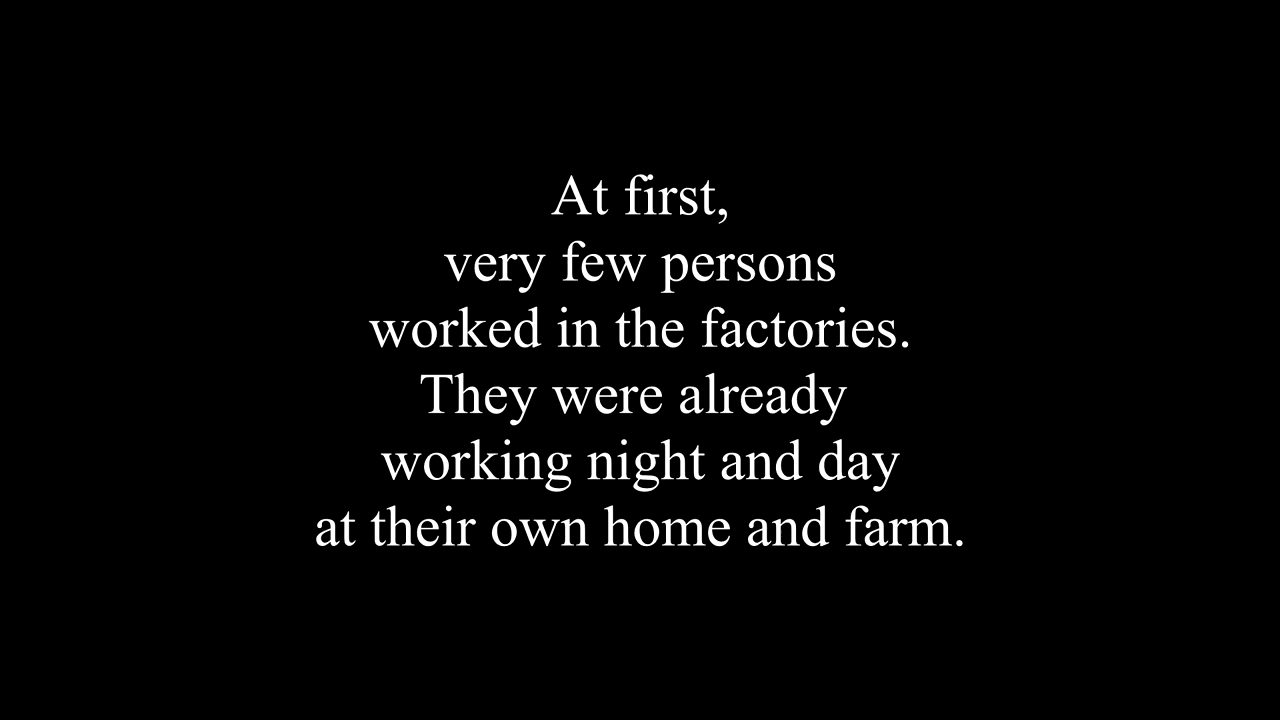 At first,
very few persons
worked in the factories.
They were already
working night and day
at their own home and farm.